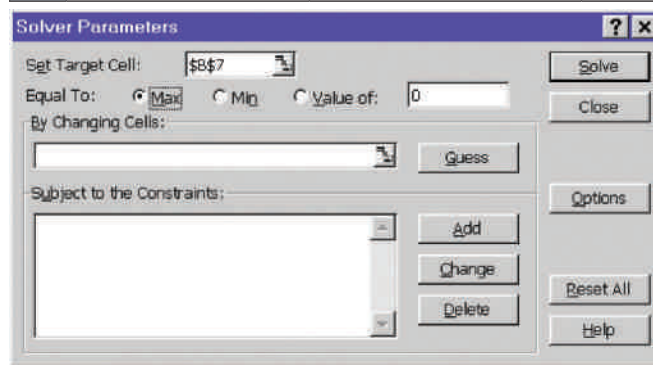 Solver Parameters ? ×
Set Target Cell: $B$7 Solve
Equal To: Max Min Value of: 0 Close
By Changing Cells:
Guess
Subject to the Constraints: Options
Add
Change
Reset All
Delete
Help